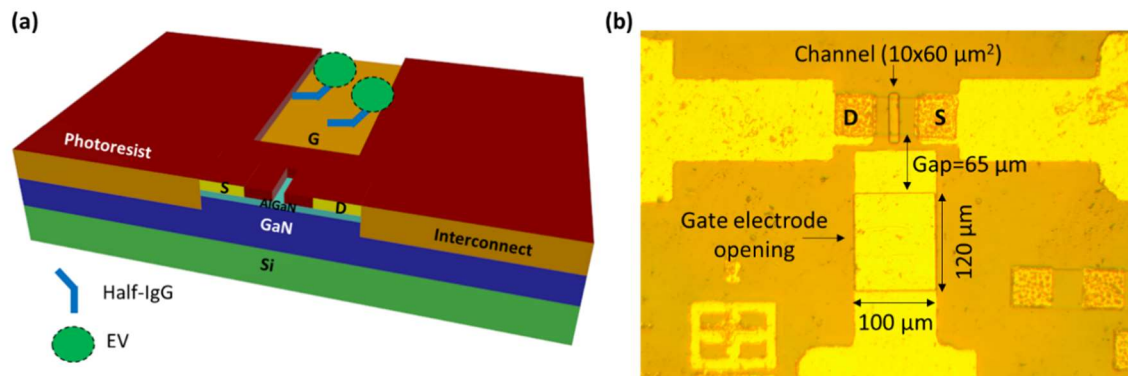 (a)
Photoresist
G
S
AlGaN
D
GaN
Interconnect
Si
Half-IgG
EV
(b)
Channel (10x60 µm²)
D
S
Gap=65 µm
Gate electrode
opening
120 µm
100 µm